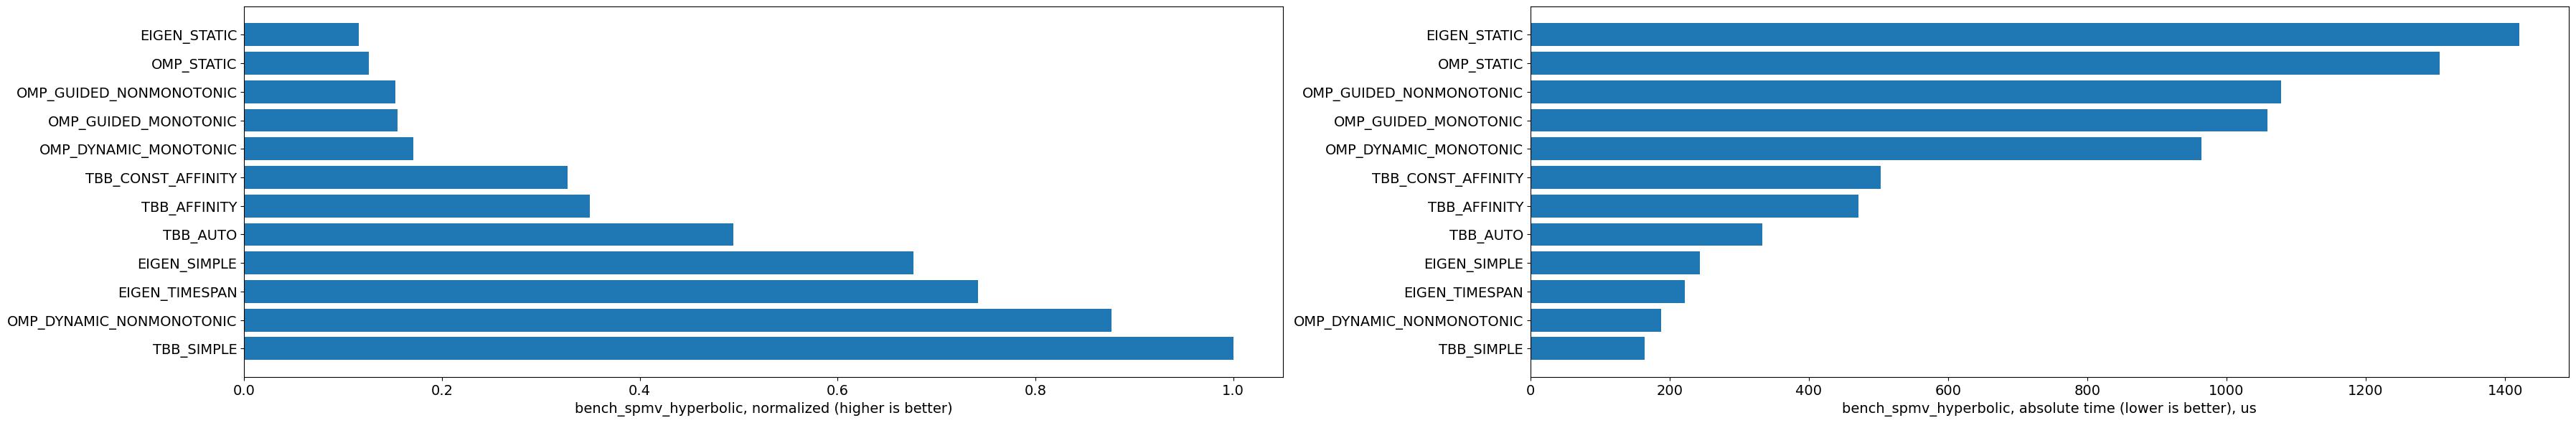 EIGEN_STATIC
OMP_STATIC
OMP_GUIDED_NONMONOTONIC
OMP_GUIDED_MONOTONIC
OMP_DYNAMIC_MONOTONIC
TBB_CONST_AFFINITY
TBB_AFFINITY
TBB_AUTO
EIGEN_SIMPLE
EIGEN_TIMESPAN
OMP_DYNAMIC_NONMONOTONIC
TBB_SIMPLE
0.0 0.2 0.4 0.6 0.8 1.0
bench_spmv_hyperbolic, normalized (higher is better)
EIGEN_STATIC
OMP_STATIC
OMP_GUIDED_NONMONOTONIC
OMP_GUIDED_MONOTONIC
OMP_DYNAMIC_MONOTONIC
TBB_CONST_AFFINITY
TBB_AFFINITY
TBB_AUTO
EIGEN_SIMPLE
EIGEN_TIMESPAN
OMP_DYNAMIC_NONMONOTONIC
TBB_SIMPLE
0 200 400 600 800 1000 1200 1400
bench_spmv_hyperbolic, absolute time (lower is better), us